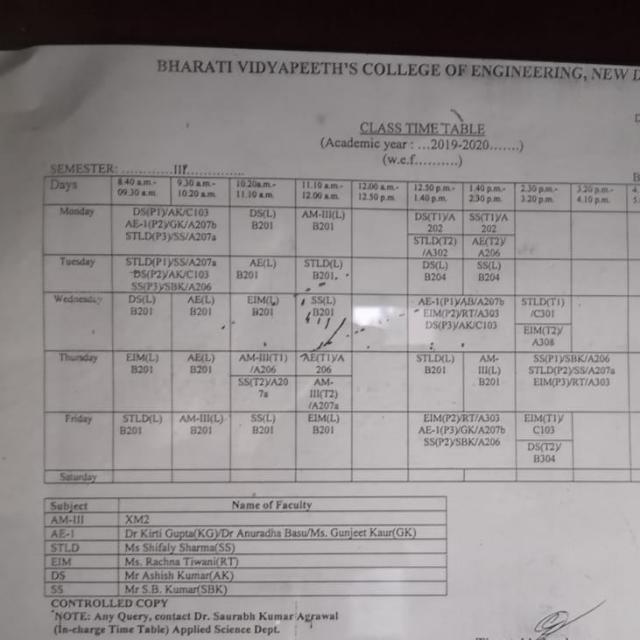 BHARATI VIDYAPEETH'S COLLEGE OF ENGINEERING, NEW D
CLASS TIME TABLE
(Academic year : ...2019-2020.......)
(w.e.f..........)
SEMESTER: ............III...............
Days 8.40 a.m.- 09.30 a.m. 9.30 a.m.- 10.20 a.m. 10.20a.m.- 11.10 a.m. 11.10 a.m.- 12.00 a.m. 12.00 a.m.- 12.50 p.m. 12.50 p.m.- 1.40 p.m. 1.40 p.m.- 2.30 p.m. 2.30 p.m.- 3.20 p.m. 3.20 p.m.- 4.10 p.m.
Monday DS(P1)/AK/C103 AE-1(P2)/GK/A207b STLD(P3)/SS/A207a DS(L) B201 AM-III(L) B201 DS(T1)/A 202 STLD(T2) /A302 SS(T1)/A 202 AE(T2)/ A206
Tuesday STLD(P1)/SS/A207a DS(P2)/AK/C103 SS(P3)/SBK/A206 AE(L) B201 STLD(L) B201. DS(L) B204 SS(L) B204
Wednesday DS(L) B201 AE(L) B201 EIM(L) B201 SS(L) B201 AE-1(P1)/AB/A207b EIM(P2)/RT/A303 DS(P3)/AK/C103 STLD(T1) /C301 EIM(T2)/ A308
Thursday EIM(L) B201 AE(L) B201 AM-III(T1) /A206 SS(T2)/A20 7a AE(T1)/A 206 AM- III(T2) /A207a STLD(L) B201 AM- III(L) B201 SS(P1)/SBK/A206 STLD(P2)/SS/A207a EIM(P3)/RT/A303
Friday STLD(L) B201 AM-III(L) B201 SS(L) B201 EIM(L) B201 EIM(P2)/RT/A303 AE-1(P3)/GK/A207b SS(P2)/SBK/A206 EIM(T1)/ C103 DS(T2)/ B304
Saturday
Subject Name of Faculty
AM-III XM2
AE-I Dr Kirti Gupta(KG)/Dr Anuradha Basu/Ms. Gunjeet Kaur(GK)
STLD Ms Shifaly Sharma(SS)
EIM Ms. Rachna Tiwani(RT)
DS Mr Ashish Kumar(AK)
SS Mr S.B. Kumar(SBK)
CONTROLLED COPY
*NOTE: Any Query, contact Dr. Saurabh Kumar Agrawal
(In-charge Time Table) Applied Science Dept.